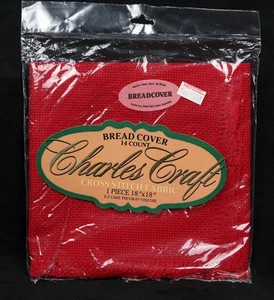 BREADCOVER
BREAD COVER
14 COUNT
Charles Craft
CROSS STITCH FABRIC
1 PIECE 18"x18"